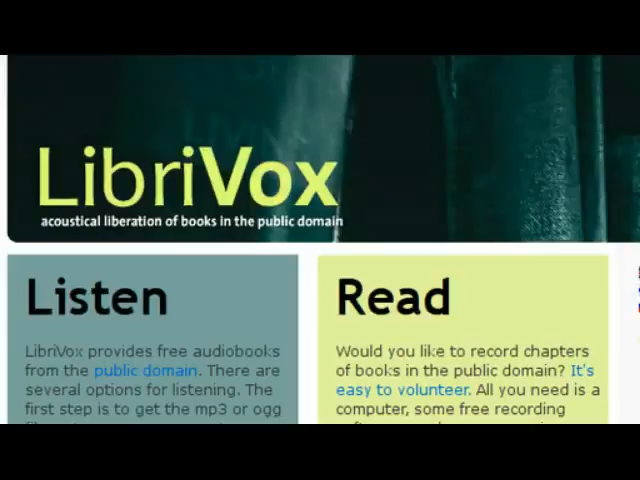 LibriVox
acoustical liberation of books in the public domain
Listen
LibriVox provides free audiobooks
from the public domain. There are
several options for listening. The
first step is to get the mp3 or ogg
Read
Would you like to record chapters
of books in the public domain? It's
easy to volunteer. All you need is a
computer, some free recording